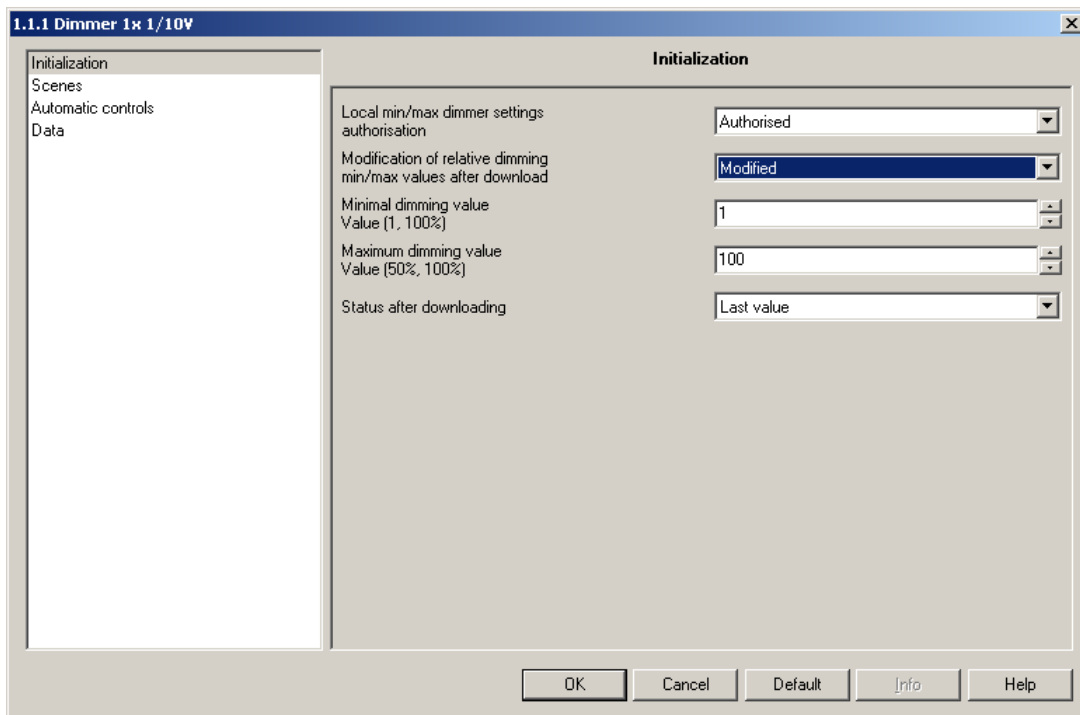 1.1.1 Dimmer 1x 1/10V
Initialization
Scenes
Automatic controls
Data
Initialization
Local min/max dimmer settings
authorisation
Authorised
Modification of relative dimming
min/max values after download
Modified
Minimal dimming value
Value (1, 100%)
1
Maximum dimming value
Value (50%, 100%)
100
Status after downloading
Last value
OK
Cancel
Default
Info
Help